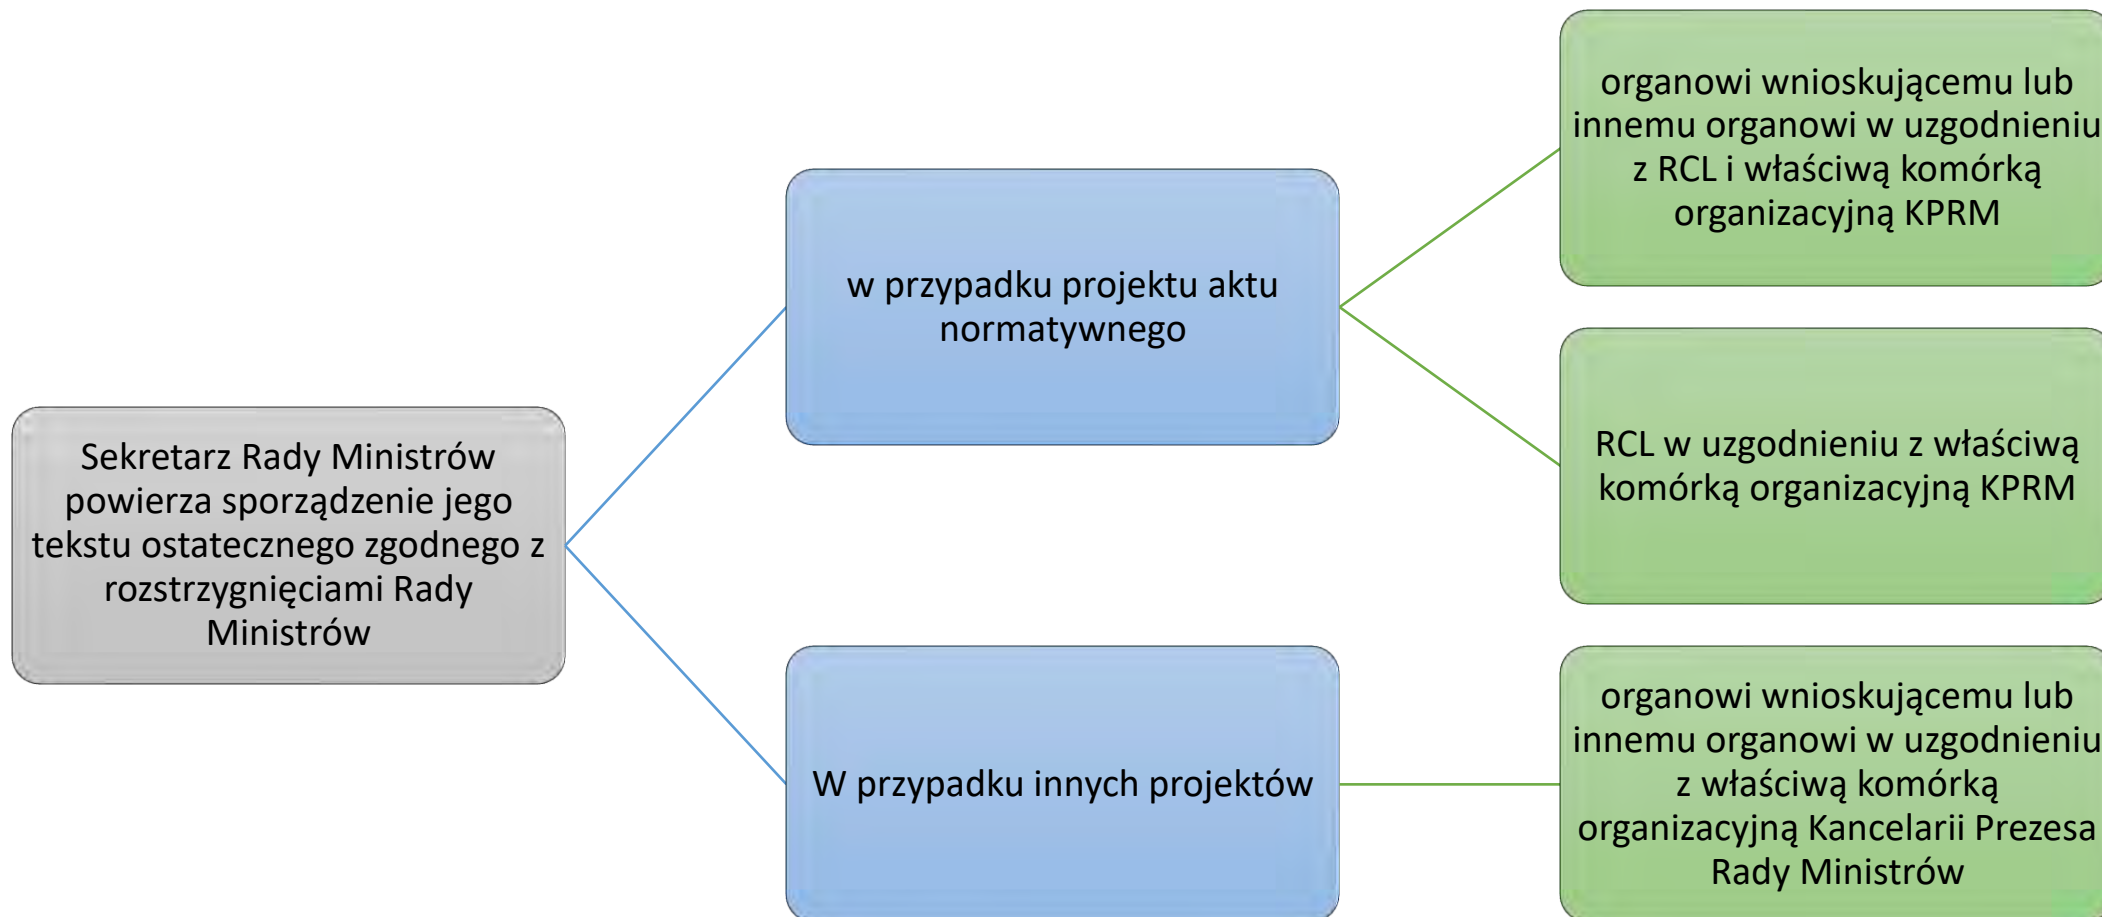 Sekretarz Rady Ministrów
powierza sporządzenie jego
tekstu ostatecznego zgodnego z
rozstrzygnięciami Rady
Ministrów
w przypadku projektu aktu
normatywnego
organowi wnioskującemu lub
innemu organowi w uzgodnieniu
z RCL i właściwą komórką
organizacyjną KPRM
RCL w uzgodnieniu z właściwą
komórką organizacyjną KPRM
W przypadku innych projektów
organowi wnioskującemu lub
innemu organowi w uzgodnieniu
z właściwą komórką
organizacyjną Kancelarii Prezesa
Rady Ministrów